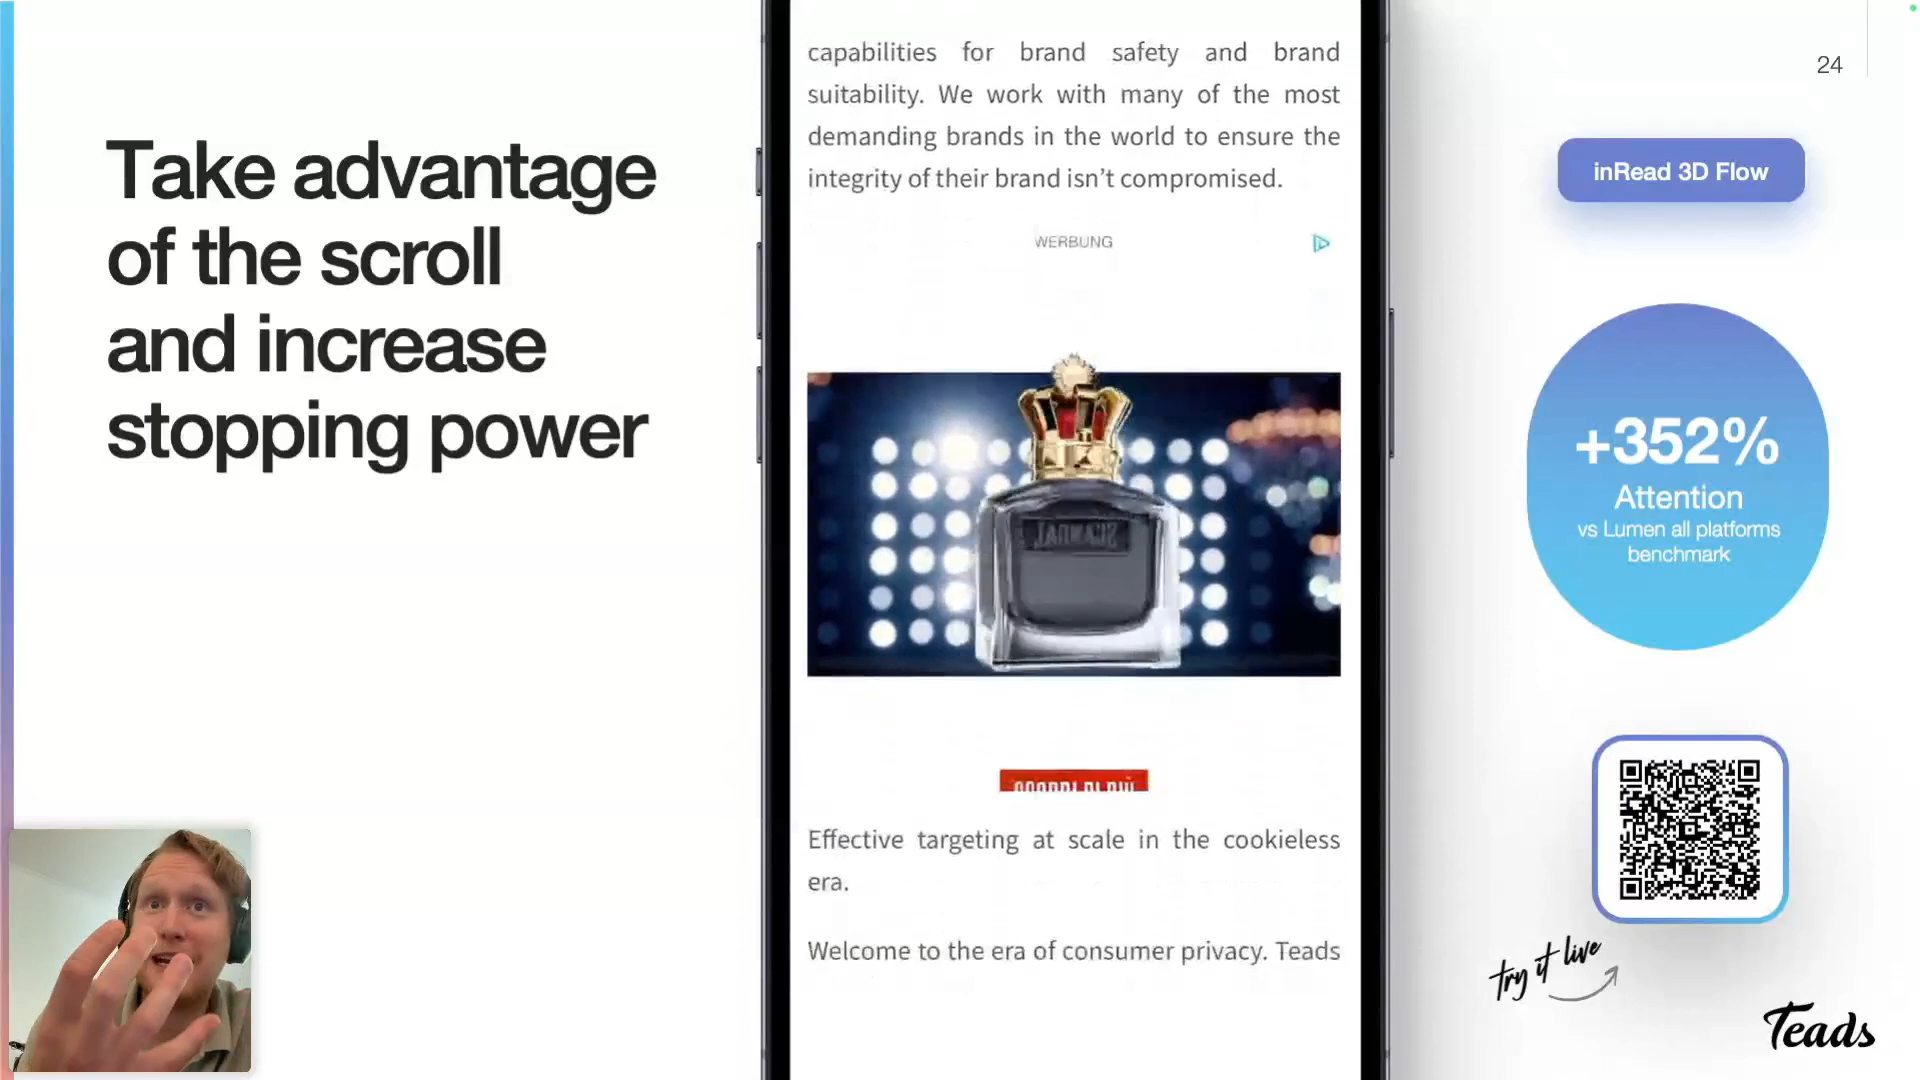 24
Take advantage
of the scroll
and increase
stopping power
capabilities for brand safety and brand
suitability. We work with many of the most
demanding brands in the world to ensure the
integrity of their brand isn't compromised.
WERBUNG
SCANDAL
Effective targeting at scale in the cookieless
era.
Welcome to the era of consumer privacy. Teads
inRead 3D Flow
+352%
Attention
vs Lumen all platforms
benchmark
try it live
Teads